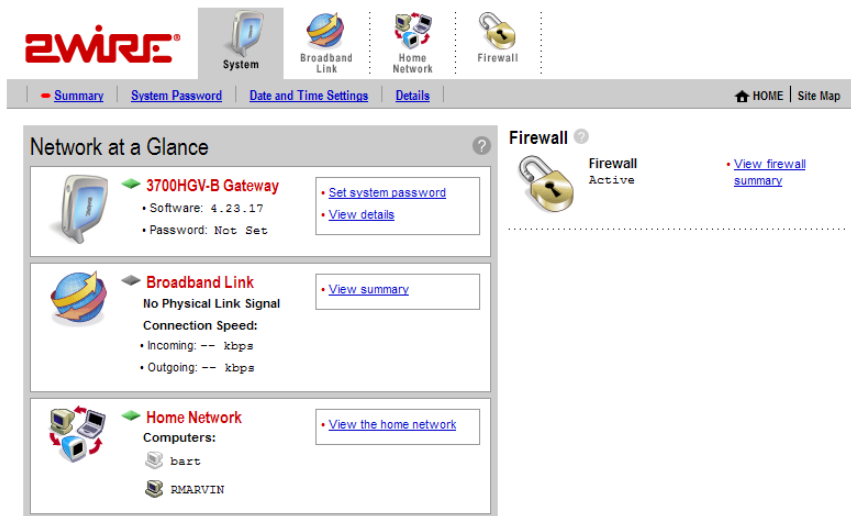 2WIRE®
System
Broadband
Link
Home
Network
Firewall
Summary
System Password
Date and Time Settings
Details
HOME
Site Map
Network at a Glance
?
3700HGV-B Gateway
• Software: 4.23.17
• Password: Not Set
• Set system password
• View details
Broadband Link
No Physical Link Signal
Connection Speed:
• Incoming: -- kbps
• Outgoing: -- kbps
• View summary
Home Network
Computers:
bart
RMARVIN
• View the home network
Firewall ?
Firewall
Active
• View firewall
summary